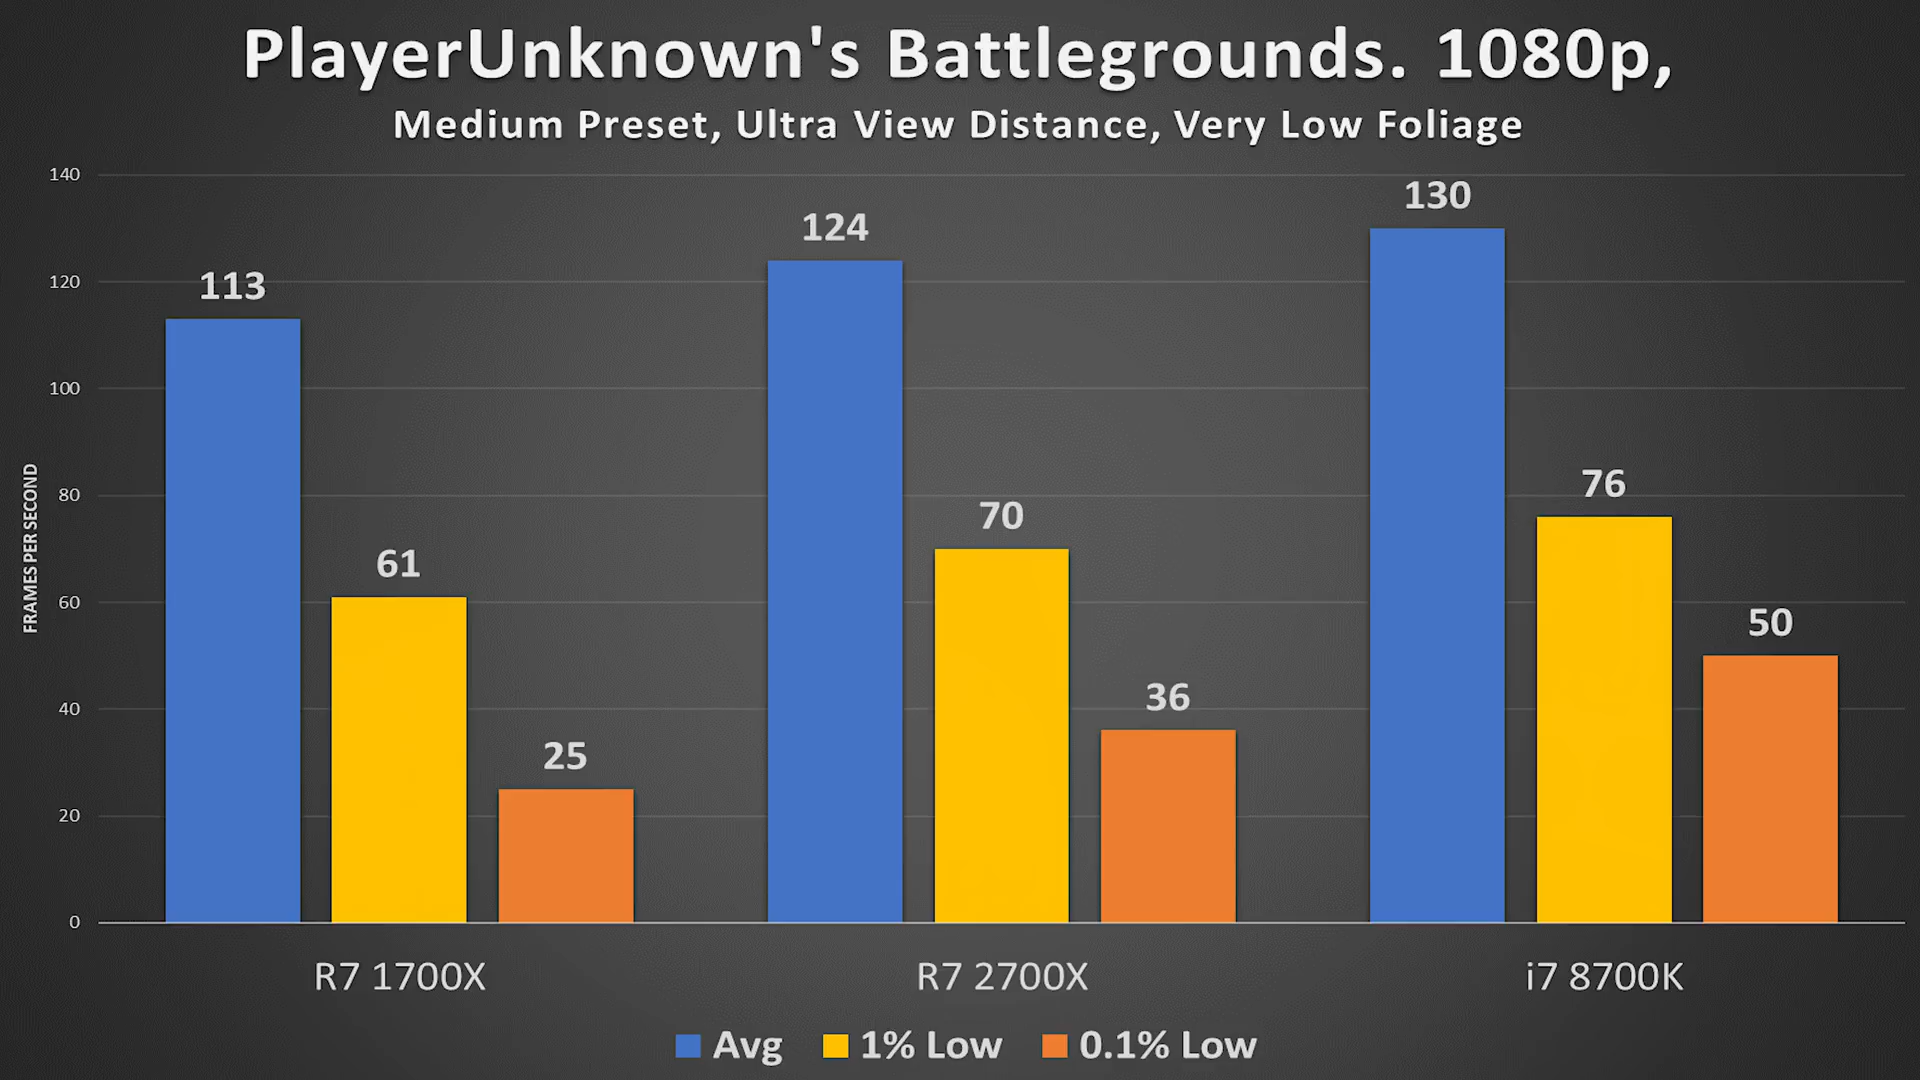 PlayerUnknown's Battlegrounds. 1080p,
Medium Preset, Ultra View Distance, Very Low Foliage
FRAMES PER SECOND
140
120
100
80
60
40
20
0
113
61
25
124
70
36
130
76
50
R7 1700X
R7 2700X
i7 8700K
Avg
1% Low
0.1% Low